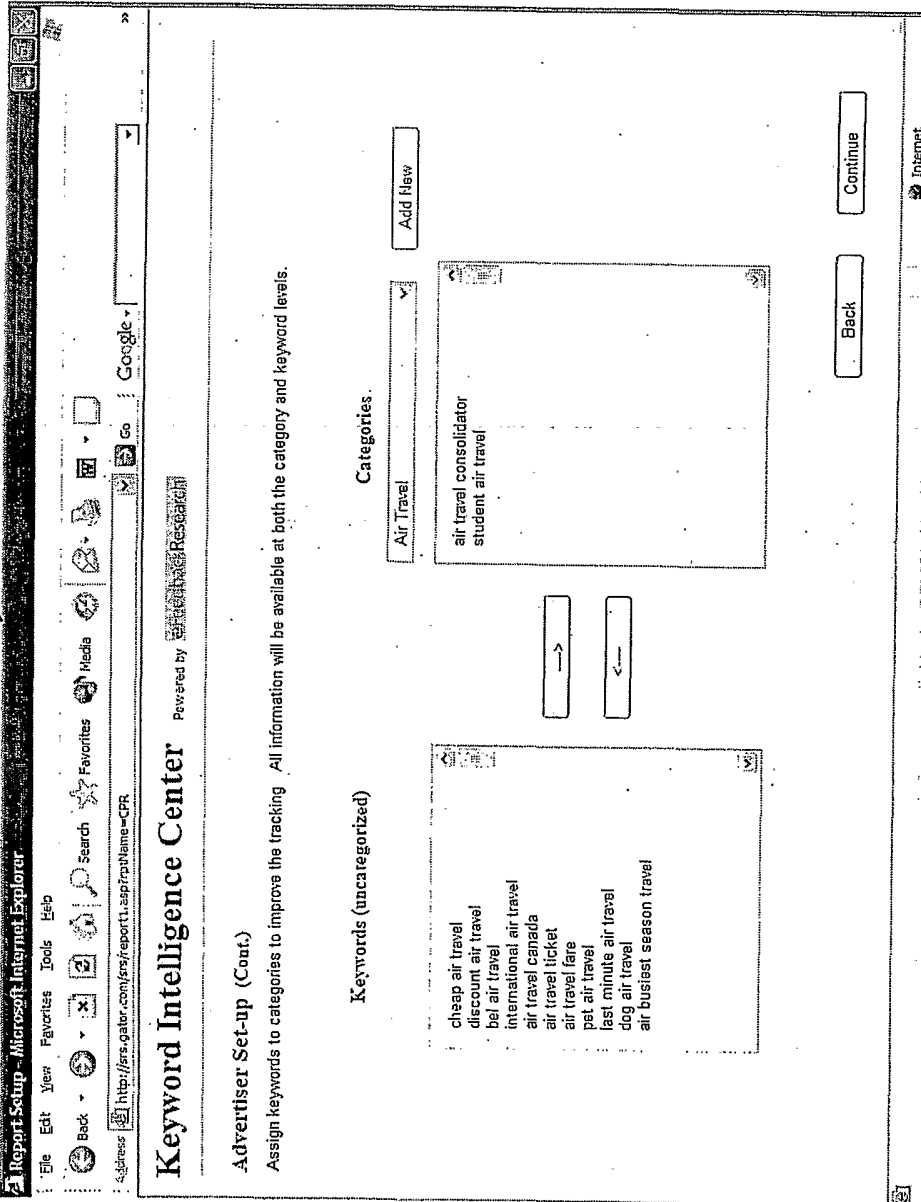 Report Setup - Microsoft Internet Explorer
File Edit View Favorites Tools Help
Back Search Favorites Media
Address http://srs.gator.com/srs/report1.asp?rptName=CPR Go Google
Keyword Intelligence Center Powered by Research
Advertiser Set-up (Cont.)
Assign keywords to categories to improve the tracking All information will be available at both the category and keyword levels.
Keywords (uncategorized)
cheap air travel
discount air travel
bel air travel
international air travel
air travel canada
air travel ticket
air travel fare
pet air travel
last minute air travel
dog air travel
air busiest season travel
--->
<---
Categories
Air Travel
Add New
air travel consolidator
student air travel
Back
Continue
Internet